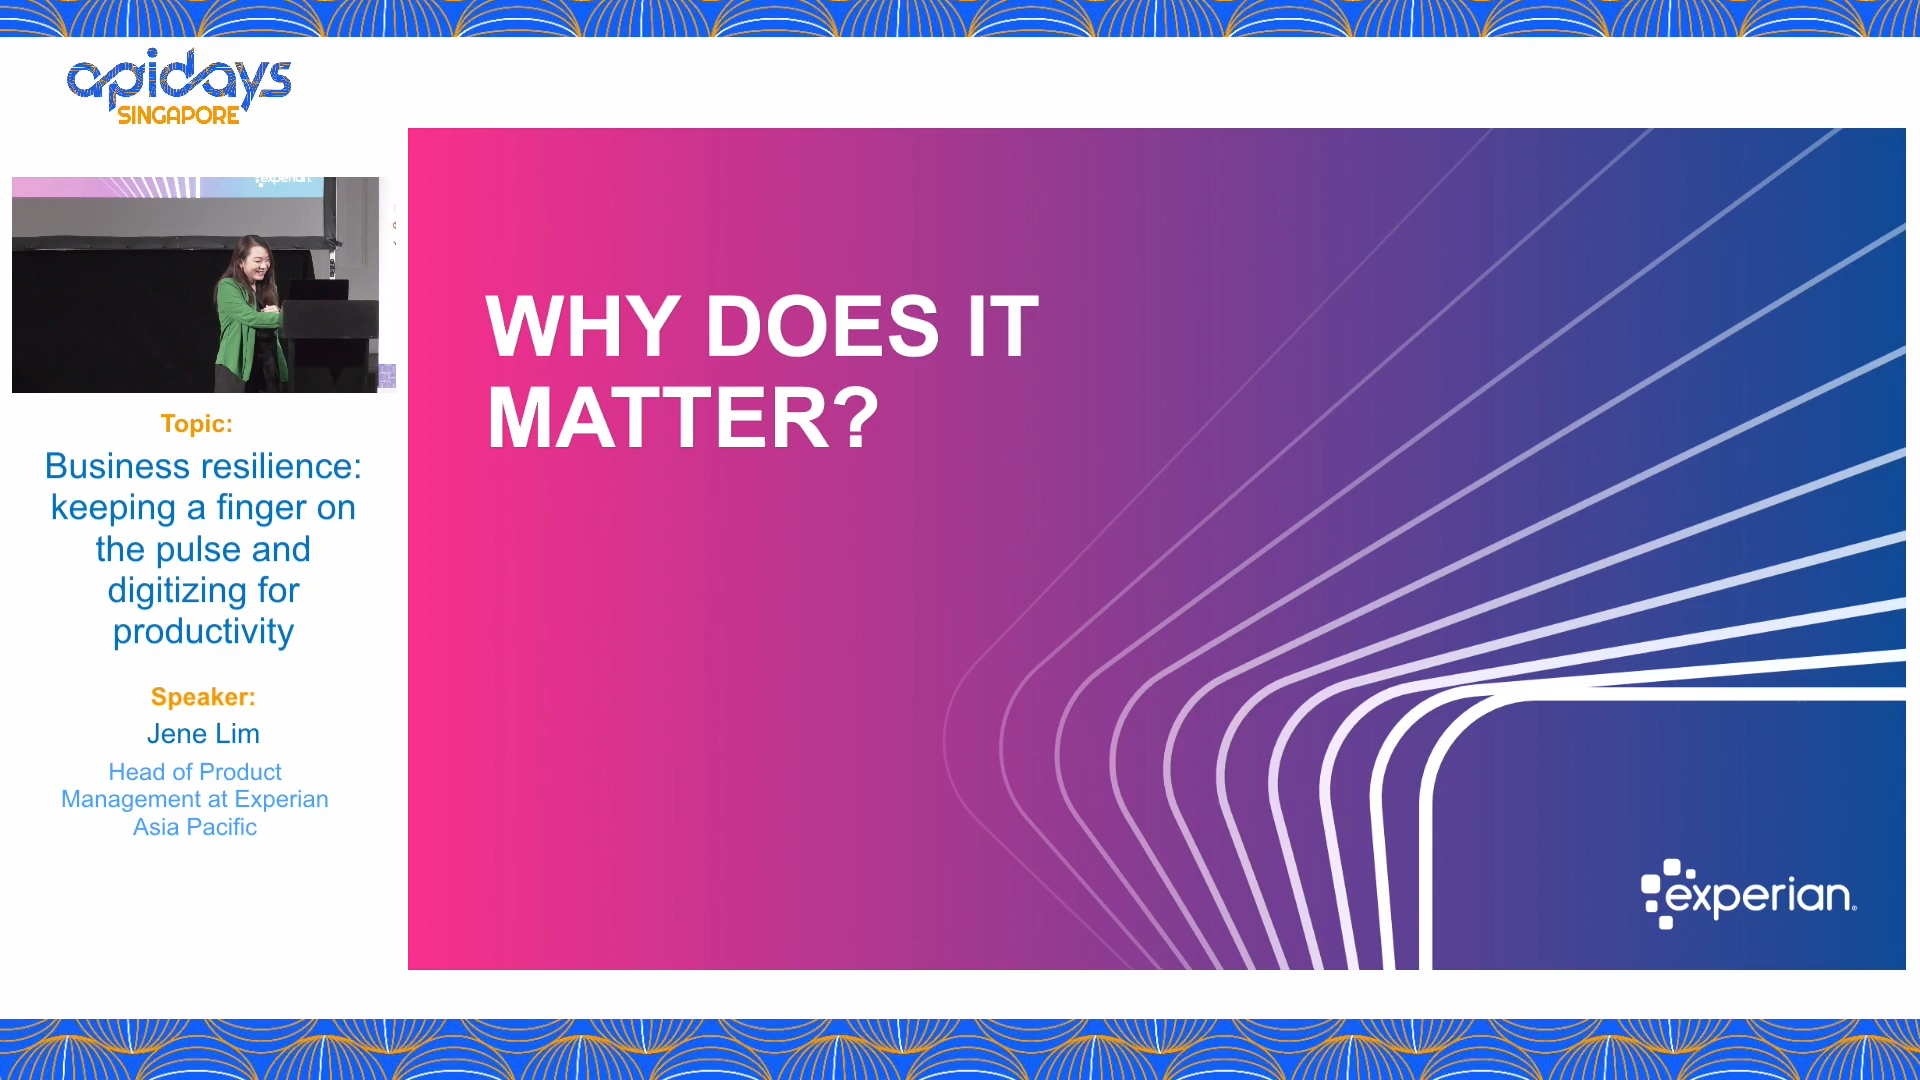 apidays
SINGAPORE
experian
Topic:
Business resilience:
keeping a finger on
the pulse and
digitizing for
productivity
Speaker:
Jene Lim
Head of Product
Management at Experian
Asia Pacific
WHY DOES IT
MATTER?
experian